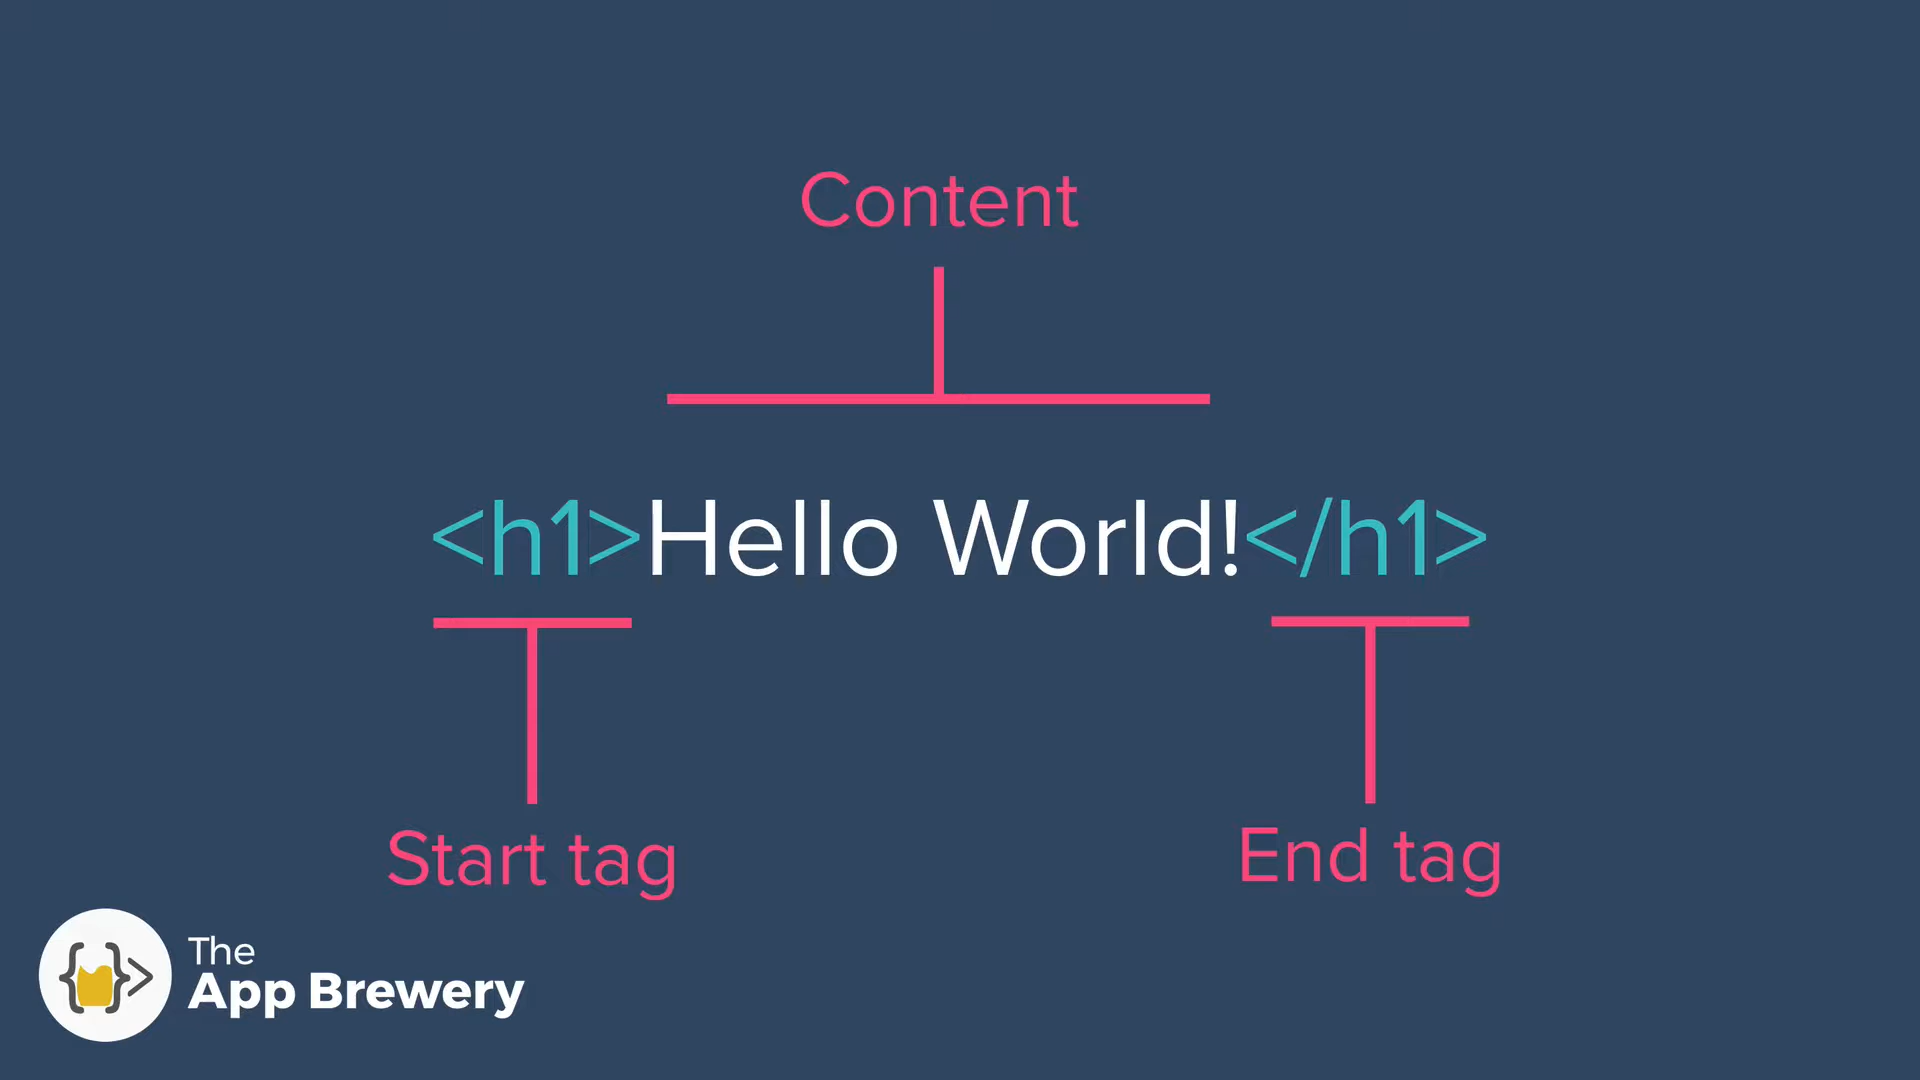 Content
<h1>Hello World!</h1>
Start tag
End tag
The
App Brewery